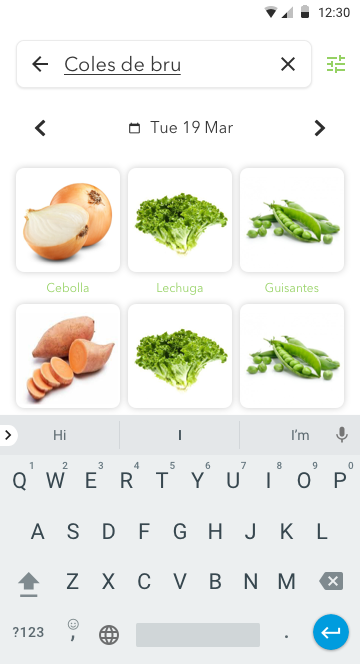 12:30
Coles de bru
Tue 19 Mar
Cebolla Lechuga Guisantes
Hi I I'm
1 2 3 4 5 6 7 8 9 0
Q W E R T Y U I O P
A S D F G H J K L
Z X C V B N M
?123 , .